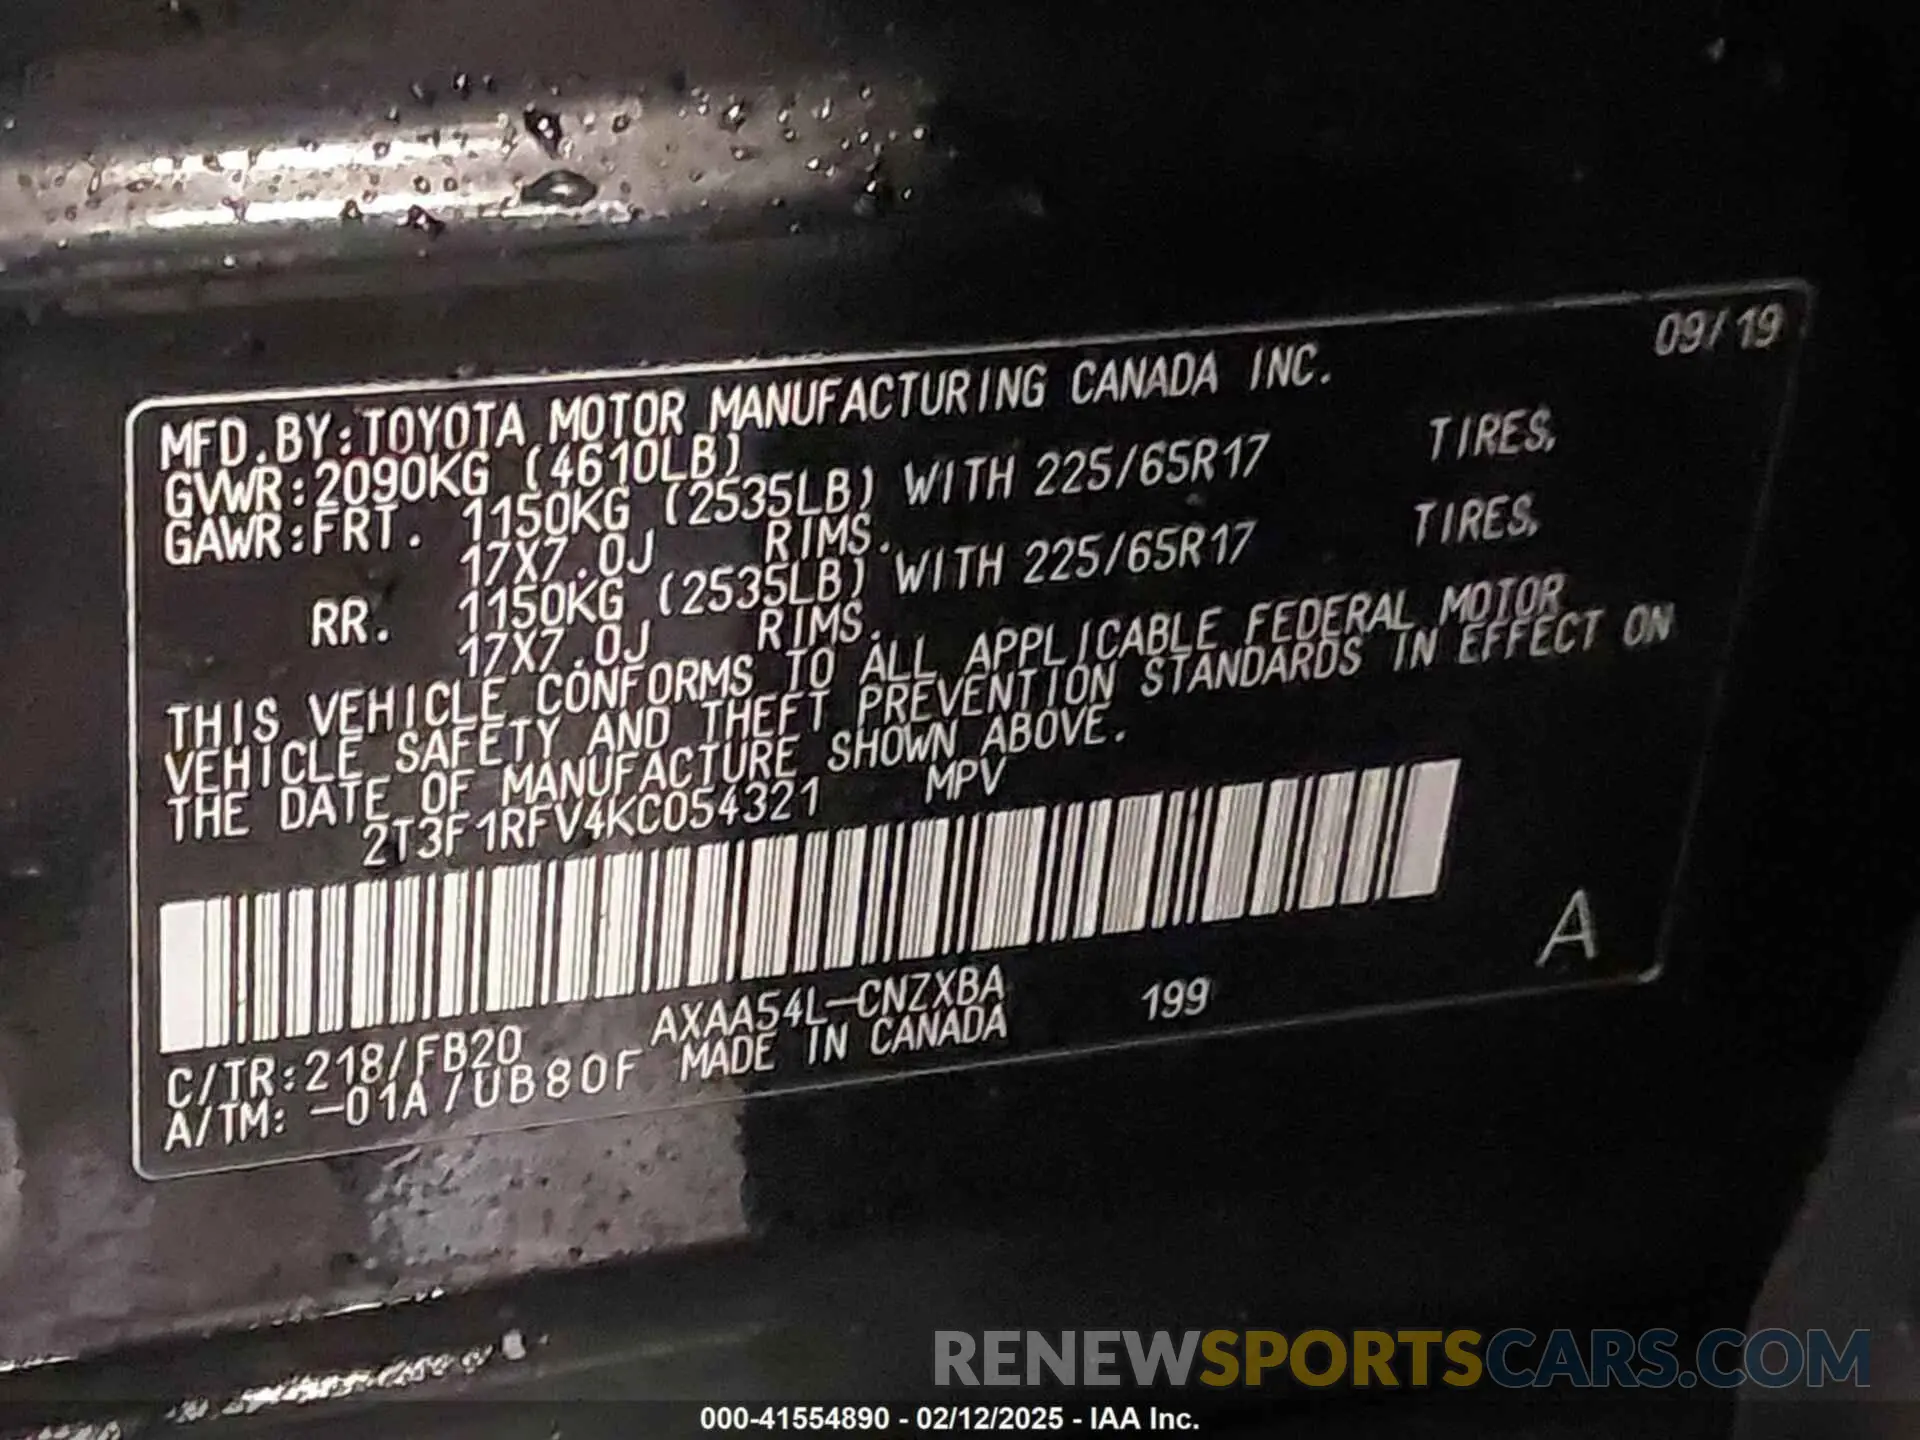 09/19
MFD.BY:TOYOTA MOTOR MANUFACTURING CANADA INC.
GVWR:2090KG (4610LB)
GAWR:FRT. 1150KG (2535LB) WITH 225/65R17 TIRES,
17X7.0J RIMS.
RR. 1150KG (2535LB) WITH 225/65R17 TIRES,
17X7.0J RIMS.
THIS VEHICLE CONFORMS TO ALL APPLICABLE FEDERAL MOTOR
VEHICLE SAFETY AND THEFT PREVENTION STANDARDS IN EFFECT ON
THE DATE OF MANUFACTURE SHOWN ABOVE.
2T3F1RFV4KC054321 MPV
A
C/TR:218/FB20 AXAA54L-CNZXBA 199
A/TM: -01A/UB80F MADE IN CANADA
RENEWSPORTSCARS.COM
000-41554890 - 02/12/2025 - IAA Inc.